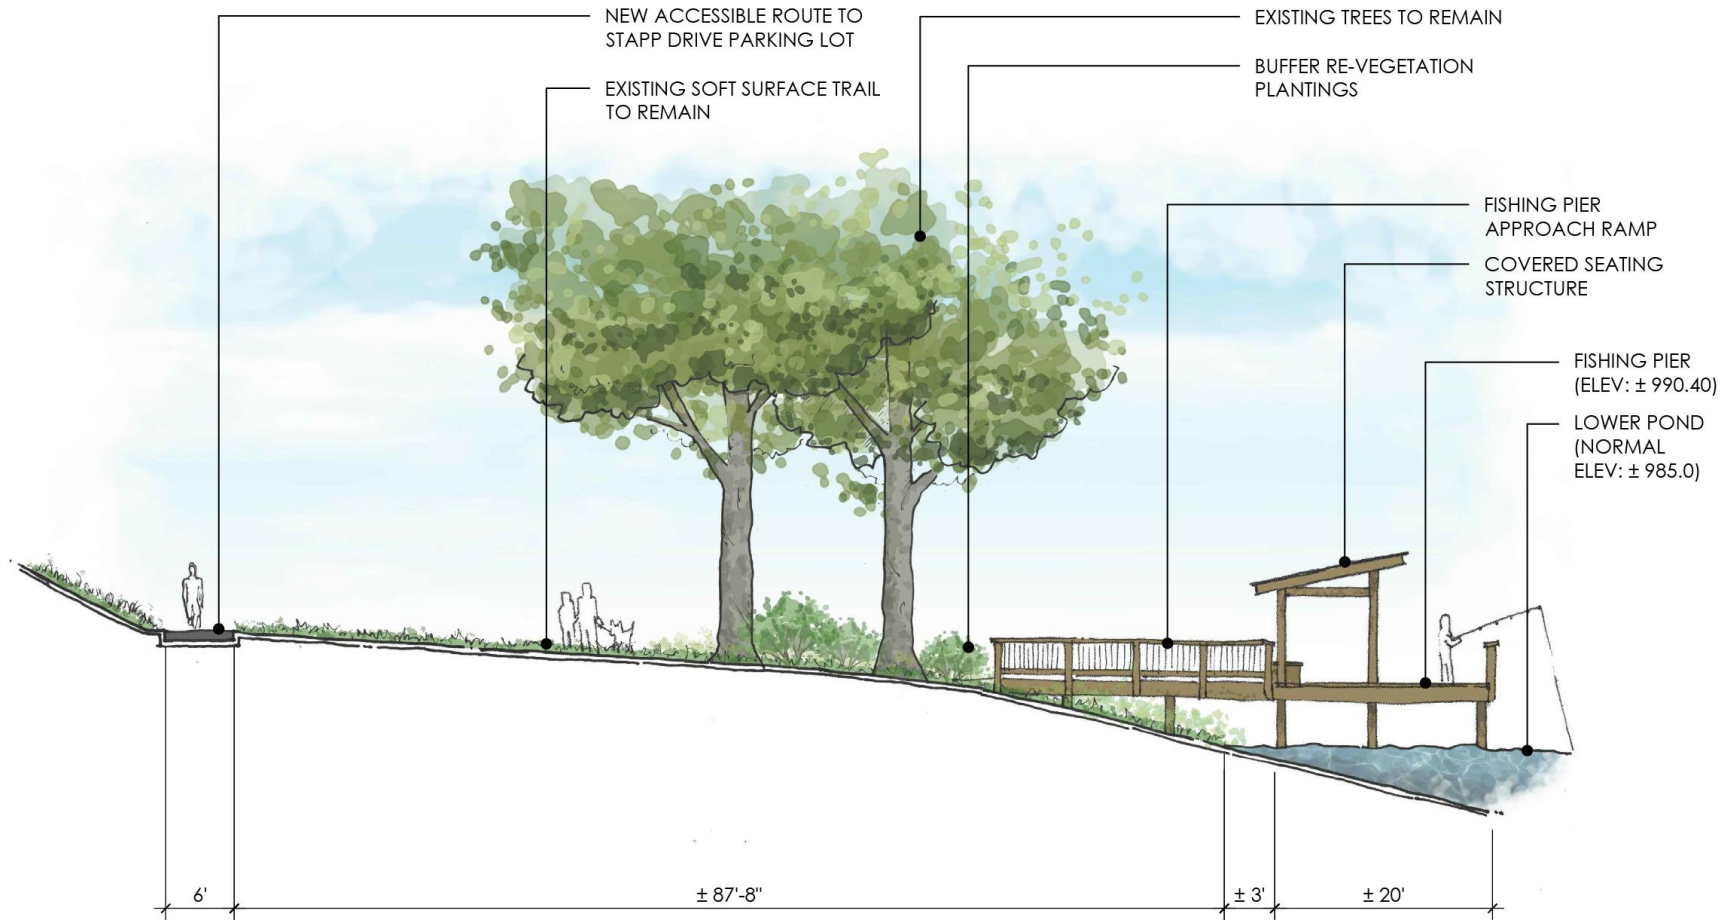 NEW ACCESSIBLE ROUTE TO
STAPP DRIVE PARKING LOT
EXISTING SOFT SURFACE TRAIL
TO REMAIN
EXISTING TREES TO REMAIN
BUFFER RE-VEGETATION
PLANTINGS
FISHING PIER
APPROACH RAMP
COVERED SEATING
STRUCTURE
FISHING PIER
(ELEV: ± 990.40)
LOWER POND
(NORMAL
ELEV: ± 985.0)
6'
± 87'-8"
± 3'
± 20'